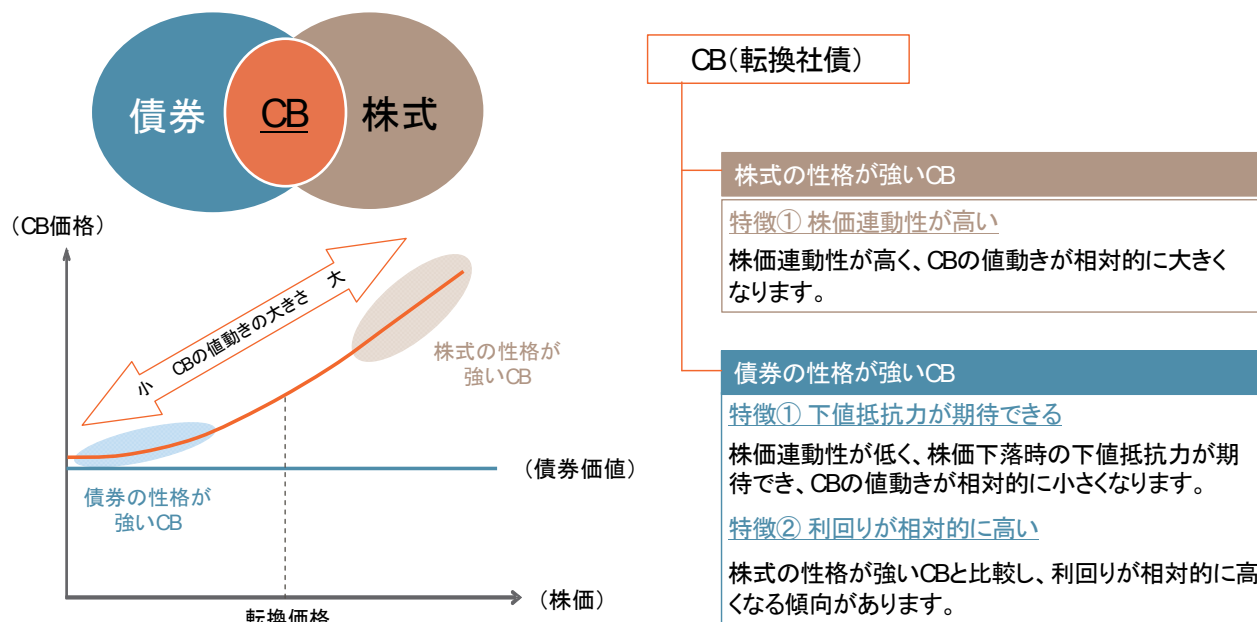 債券
CB
株式
(CB価格)
小 CBの値動きの大きさ 大
株式の性格が
強いCB
(債券価値)
債券の性格が
強いCB
(株価)
転換価格
CB(転換社債)
株式の性格が強いCB
特徴① 株価連動性が高い
株価連動性が高く、CBの値動きが相対的に大きく
なります。
債券の性格が強いCB
特徴① 下値抵抗力が期待できる
株価連動性が低く、株価下落時の下値抵抗力が期
待でき、CBの値動きが相対的に小さくなります。
特徴② 利回りが相対的に高い
株式の性格が強いCBと比較し、利回りが相対的に高
くなる傾向があります。